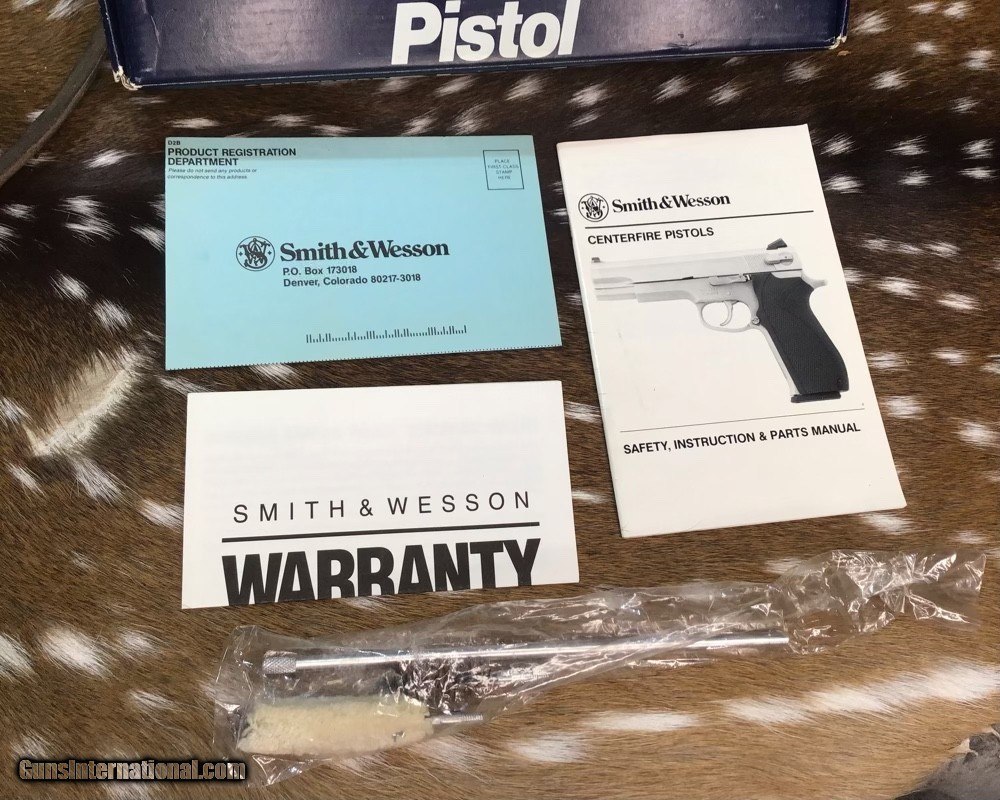 Pistol
D2B
PRODUCT REGISTRATION
DEPARTMENT
Please do not send any products or
correspondence to this address.
PLACE
FIRST CLASS
STAMP
HERE
Smith & Wesson
P.O. Box 173018
Denver, Colorado 80217-3018
Smith & Wesson
CENTERFIRE PISTOLS
SAFETY, INSTRUCTION & PARTS MANUAL
SMITH & WESSON
WARRANTY
GunsInternational.com